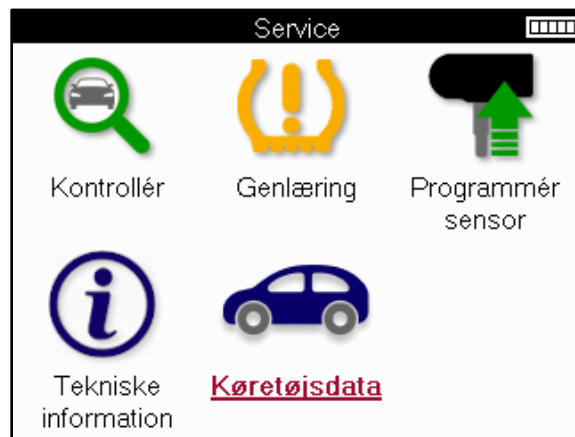 Service
Kontrollér
Genlæring
Programmér
sensor
Tekniske
information
Køretøjsdata